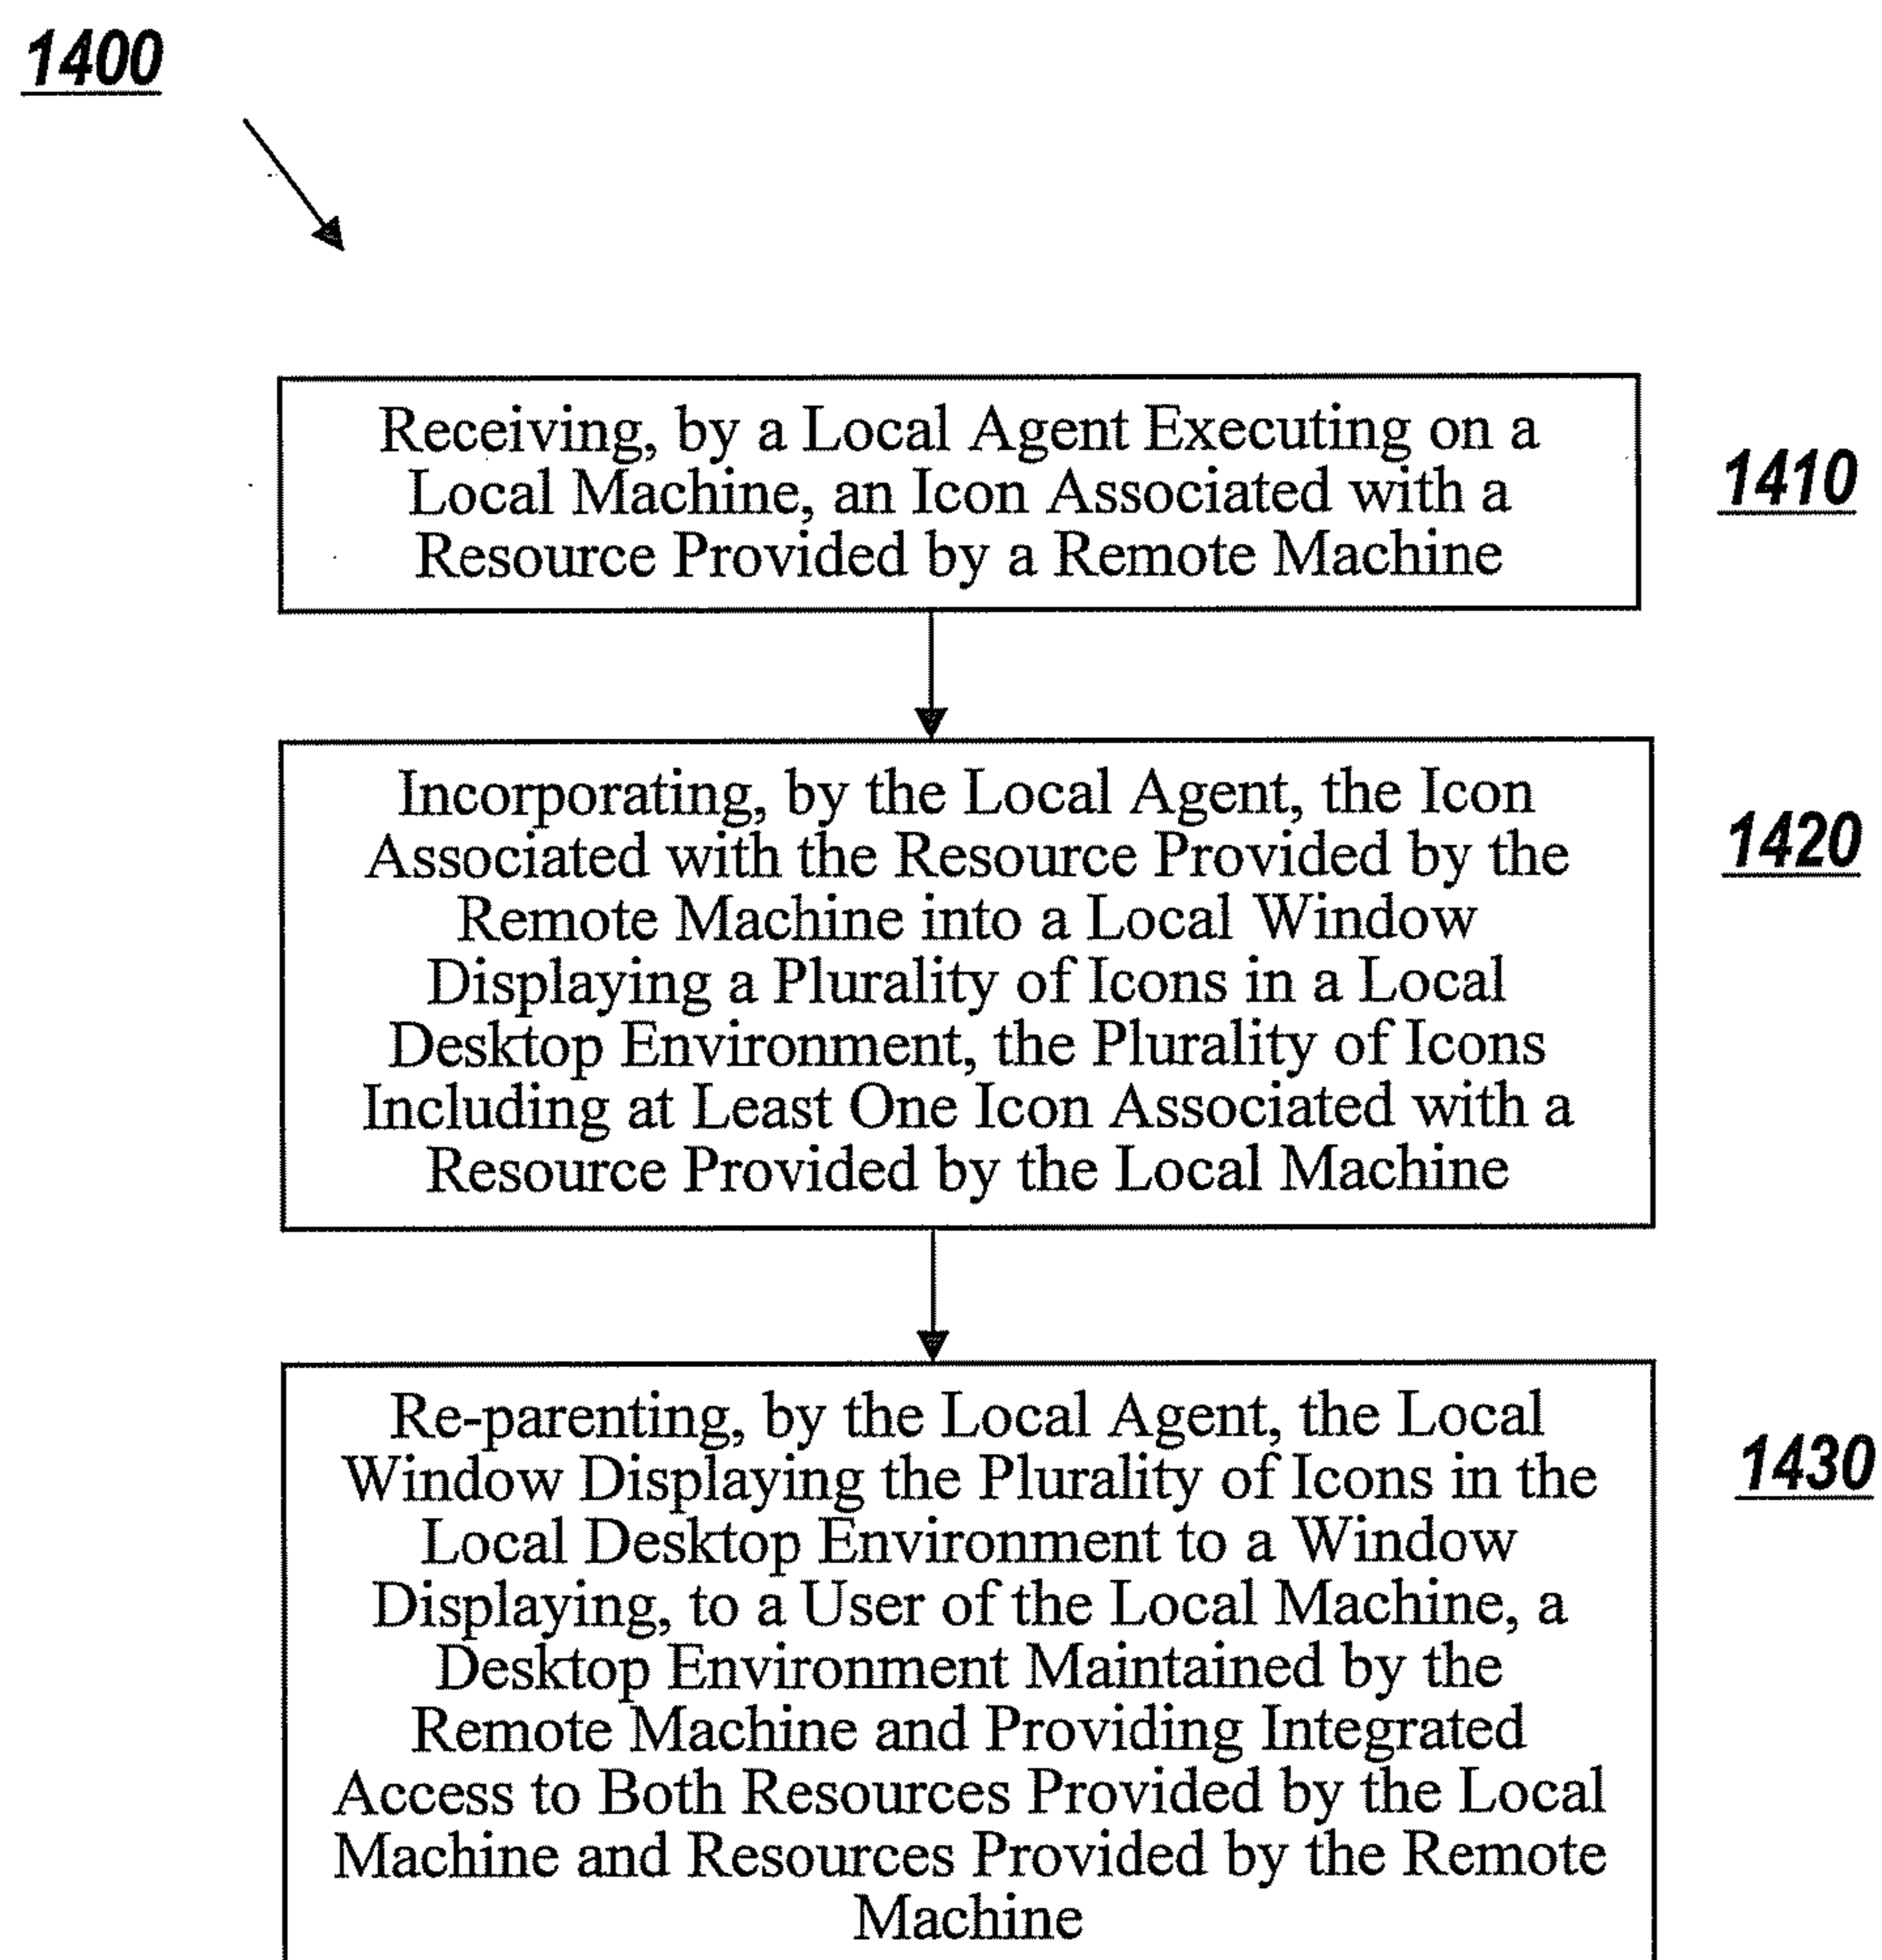 1400
Receiving, by a Local Agent Executing on a
Local Machine, an Icon Associated with a
Resource Provided by a Remote Machine
1410
Incorporating, by the Local Agent, the Icon
Associated with the Resource Provided by the
Remote Machine into a Local Window
Displaying a Plurality of Icons in a Local
Desktop Environment, the Plurality of Icons
Including at Least One Icon Associated with a
Resource Provided by the Local Machine
1420
Re-parenting, by the Local Agent, the Local
Window Displaying the Plurality of Icons in the
Local Desktop Environment to a Window
Displaying, to a User of the Local Machine, a
Desktop Environment Maintained by the
Remote Machine and Providing Integrated
Access to Both Resources Provided by the Local
Machine and Resources Provided by the Remote
Machine
1430